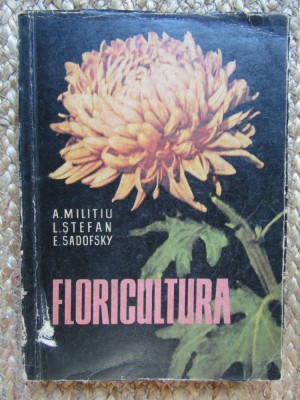 A. MILITIU
L. STEFAN
E. SADOFSKY
FLORICULTURA